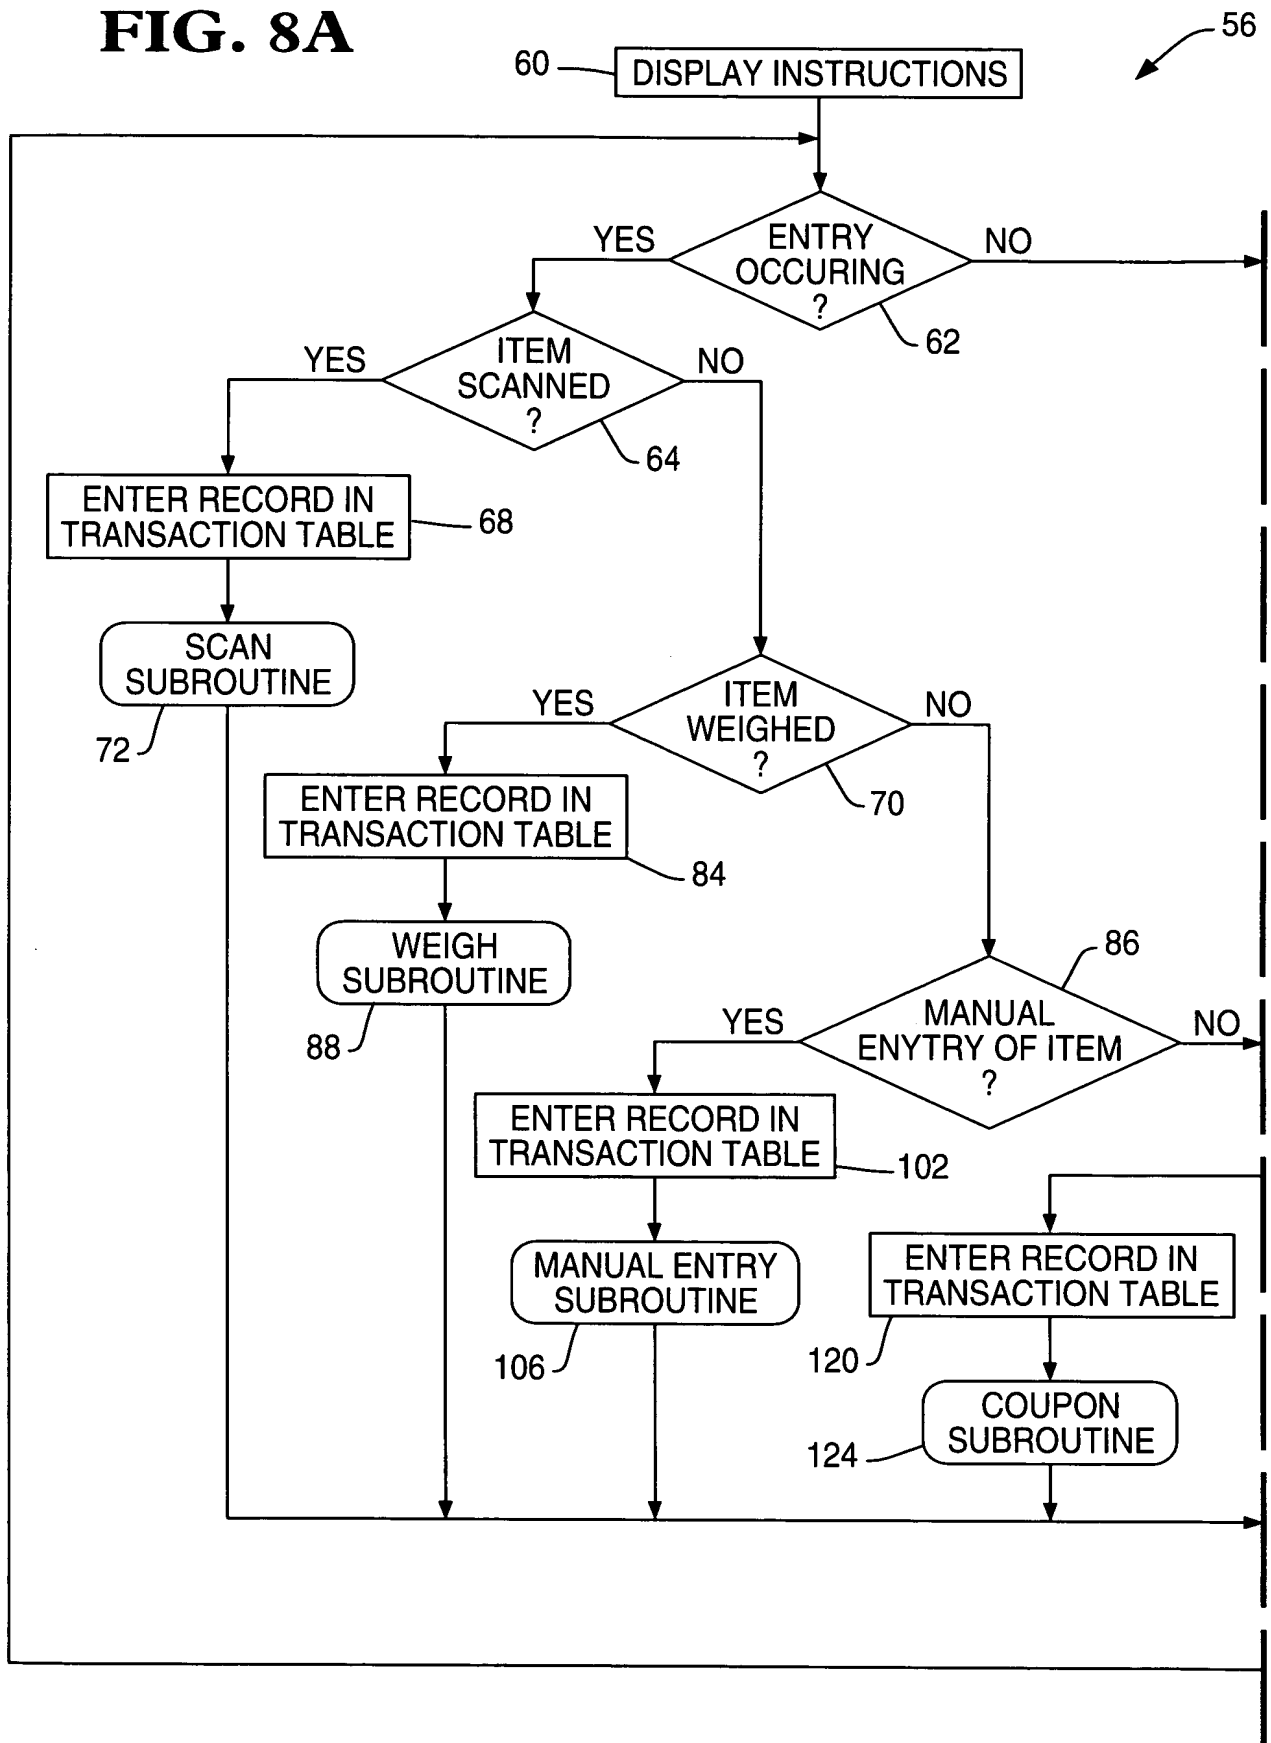 FIG. 8A
56
60
DISPLAY INSTRUCTIONS
YES
ENTRY
OCCURING
?
NO
62
YES
ITEM
SCANNED
?
NO
64
ENTER RECORD IN
TRANSACTION TABLE
68
SCAN
SUBROUTINE
72
YES
ITEM
WEIGHED
?
NO
70
ENTER RECORD IN
TRANSACTION TABLE
84
WEIGH
SUBROUTINE
88
86
YES
MANUAL
ENYTRY OF ITEM
?
NO
ENTER RECORD IN
TRANSACTION TABLE
102
MANUAL ENTRY
SUBROUTINE
106
ENTER RECORD IN
TRANSACTION TABLE
120
COUPON
SUBROUTINE
124